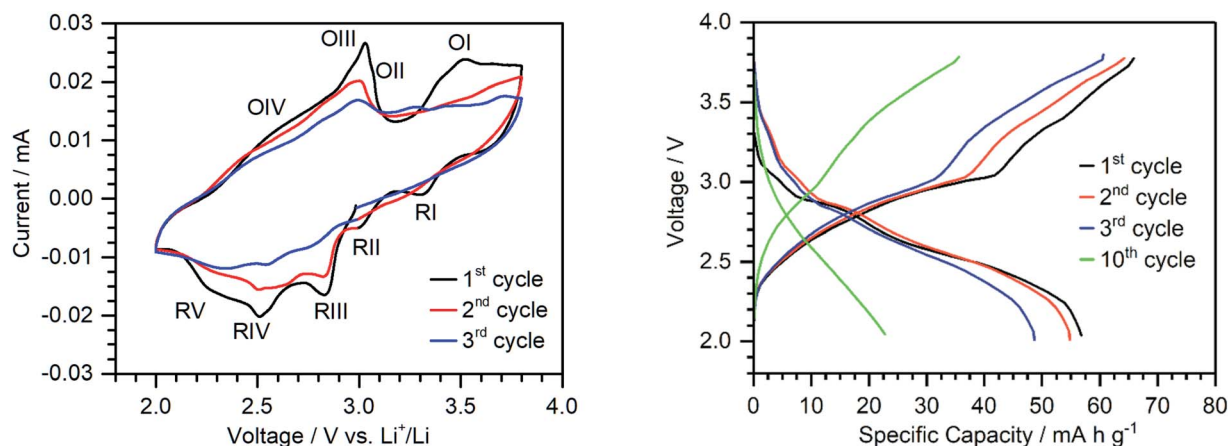 0.03
0.02
0.01
0.00
-0.01
-0.02
-0.03
Current / mA
OIII
OII
OI
OIV
RI
RII
RIII
RIV
RV
1st cycle
2nd cycle
3rd cycle
2.0 2.5 3.0 3.5 4.0
Voltage / V vs. Li+/Li
4.0
3.5
3.0
2.5
2.0
Voltage / V
1st cycle
2nd cycle
3rd cycle
10th cycle
0 10 20 30 40 50 60 70 80
Specific Capacity / mA h g-1